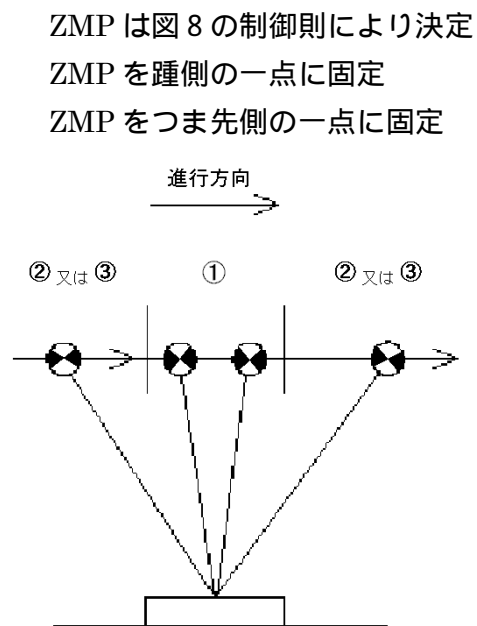 ZMP は図 8 の制御則により決定
ZMP を踵側の一点に固定
ZMP をつま先側の一点に固定
進行方向
② 又は ③ ① ② 又は ③